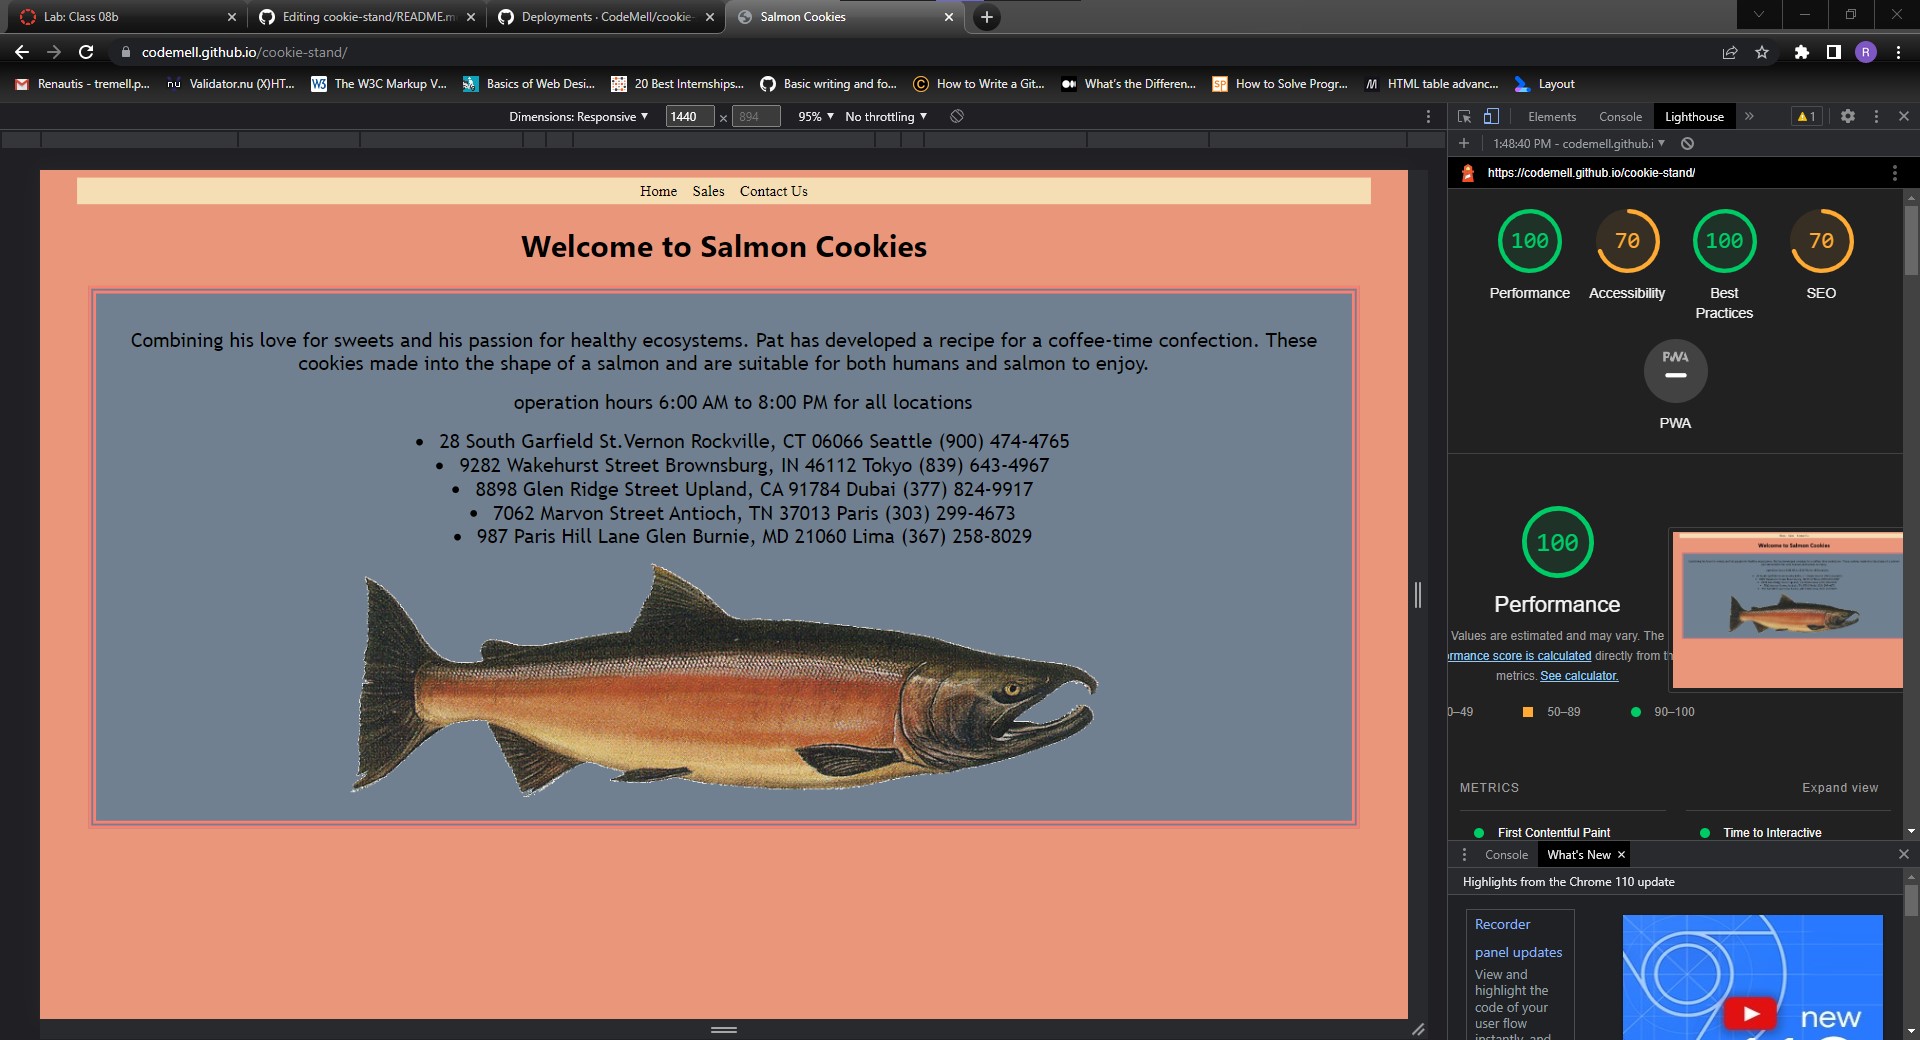 Lab: Class 08b
Editing cookie-stand/README.m
Deployments · CodeMell/cookie-
Salmon Cookies
codemell.github.io/cookie-stand/
R
Renautis - tremell.p...
nu Validator.nu (X)HT...
W3 The W3C Markup V...
Basics of Web Desi...
20 Best Internships...
Basic writing and fo...
How to Write a Git...
What's the Differen...
SP How to Solve Progr...
HTML table advanc...
Layout
Dimensions: Responsive
1440 × 894
95%
No throttling
Elements
Console
Lighthouse
1
1:48:40 PM - codemell.github.i
https://codemell.github.io/cookie-stand/
Home Sales Contact Us
Welcome to Salmon Cookies
Combining his love for sweets and his passion for healthy ecosystems. Pat has developed a recipe for a coffee-time confection. These
cookies made into the shape of a salmon and are suitable for both humans and salmon to enjoy.
operation hours 6:00 AM to 8:00 PM for all locations
• 28 South Garfield St.Vernon Rockville, CT 06066 Seattle (900) 474-4765
• 9282 Wakehurst Street Brownsburg, IN 46112 Tokyo (839) 643-4967
• 8898 Glen Ridge Street Upland, CA 91784 Dubai (377) 824-9917
• 7062 Marvon Street Antioch, TN 37013 Paris (303) 299-4673
• 987 Paris Hill Lane Glen Burnie, MD 21060 Lima (367) 258-8029
100 70 100 70
Performance Accessibility Best Practices SEO
PWA
PWA
100
Performance
Values are estimated and may vary. The
rmance score is calculated directly from th
metrics. See calculator.
0–49 50–89 90–100
Welcome to Salmon Cookies
METRICS
Expand view
First Contentful Paint
Time to Interactive
Console
What's New
Highlights from the Chrome 110 update
Recorder
panel updates
View and
highlight the
code of your
user flow
instantly, and
new